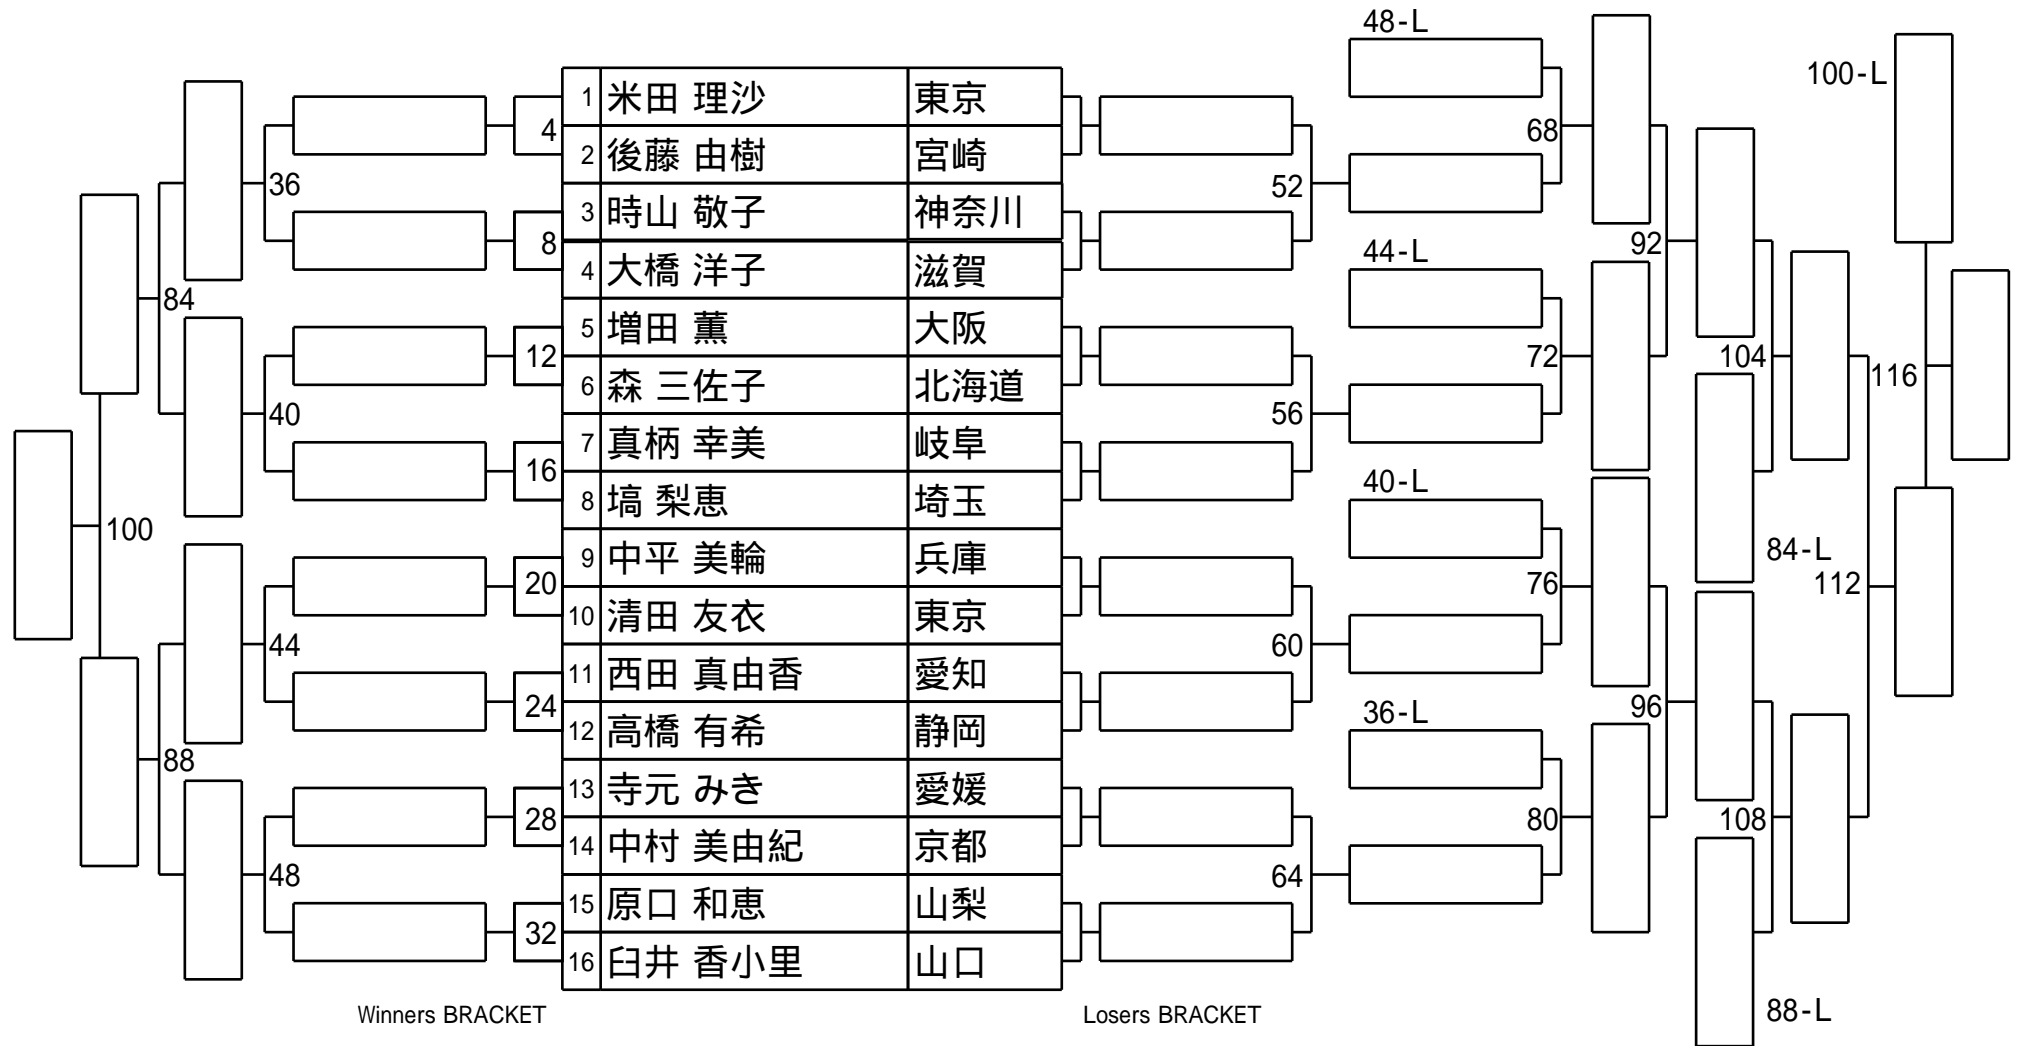 48-L
100-L
1 米田 理沙 東京
4
68
2 後藤 由樹 宮崎
36
52
3 時山 敬子 神奈川
8
92
44-L
4 大橋 洋子 滋賀
84
5 増田 薫 大阪
12
72
104
116
6 森 三佐子 北海道
40
56
7 真柄 幸美 岐阜
16
40-L
8 塙 梨恵 埼玉
100
84-L
9 中平 美輪 兵庫
20
76
112
10 清田 友衣 東京
44
60
11 西田 真由香 愛知
24
36-L
96
12 高橋 有希 静岡
88
13 寺元 みき 愛媛
28
80
108
14 中村 美由紀 京都
48
64
15 原口 和恵 山梨
32
16 臼井 香小里 山口
Winners BRACKET
Losers BRACKET
88-L